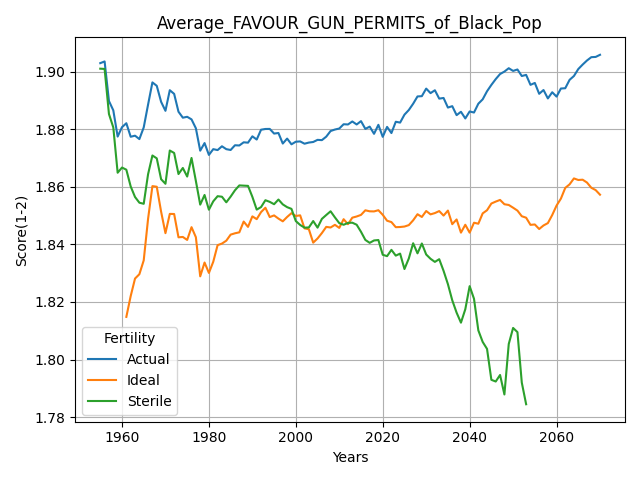 Average_FAVOUR_GUN_PERMITS_of_Black_Pop
Score(1-2)
1.90
1.88
1.86
1.84
1.82
1.80
1.78
Fertility
Actual
Ideal
Sterile
1960 1980 2000 2020 2040 2060
Years